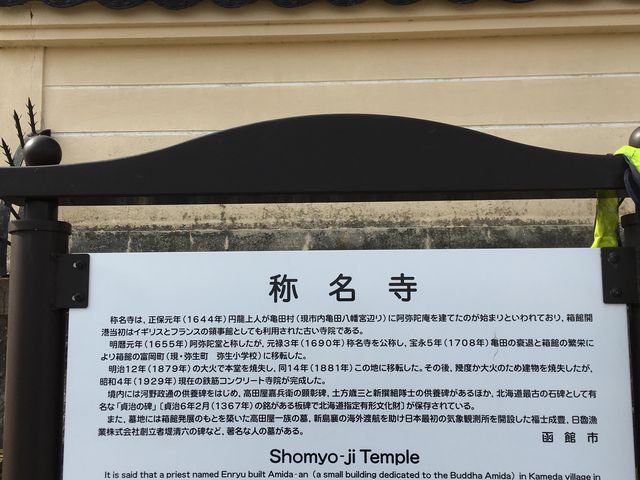 称名寺
称名寺は、正保元年(1644年)円龍上人が亀田村(現市内亀田八幡宮辺り)に阿弥陀庵を建てたのが始まりといわれており、箱館開
港当初はイギリスとフランスの領事館としても利用された古い寺院である。
明暦元年(1655年)阿弥陀堂と称したが、元禄3年(1690年)称名寺を公称し、宝永5年(1708年)亀田の衰退と箱館の繁栄に
より箱館の富岡町(現・弥生町 弥生小学校)に移転した。
明治12年(1879年)の大火で本堂を焼失し、同14年(1881年)この地に移転した。その後、幾度か大火のため建物を焼失したが、
昭和4年(1929年)現在の鉄筋コンクリート寺院が完成した。
境内には河野政通の供養碑をはじめ、高田屋嘉兵衛の顕彰碑、土方歳三と新撰組隊士の供養碑があるほか、北海道最古の石碑として有
名な「貞治の碑」〔貞治6年2月(1367年)の銘がある板碑で北海道指定有形文化財〕が保存されている。
また、墓地には箱館発展のもとを築いた高田屋一族の墓、新島襄の海外渡航を助け日本最初の気象観測所を開設した福士成豊、日魯漁
業株式会社創立者堤清六の碑など、著名な人の墓がある。
函館市
Shomyo-ji Temple
It is said that a priest named Enryu built Amida-an (a small building dedicated to the Buddha Amida) in Kameda village in